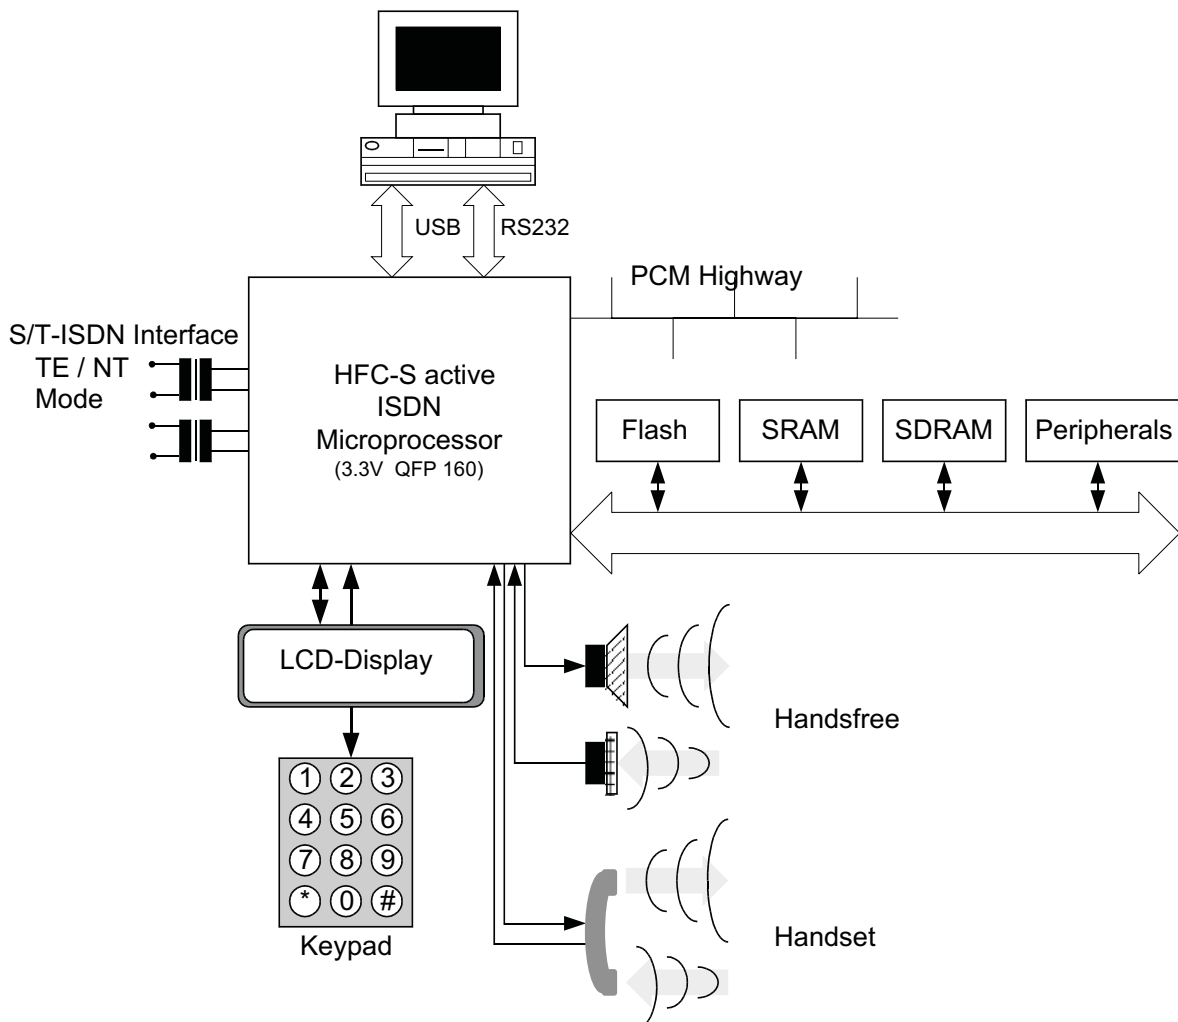 USB
RS232
PCM Highway
S/T-ISDN Interface
TE / NT
Mode
HFC-S active
ISDN
Microprocessor
(3.3V QFP 160)
Flash
SRAM
SDRAM
Peripherals
LCD-Display
Handsfree
1 2 3
4 5 6
7 8 9
* 0 #
Keypad
Handset